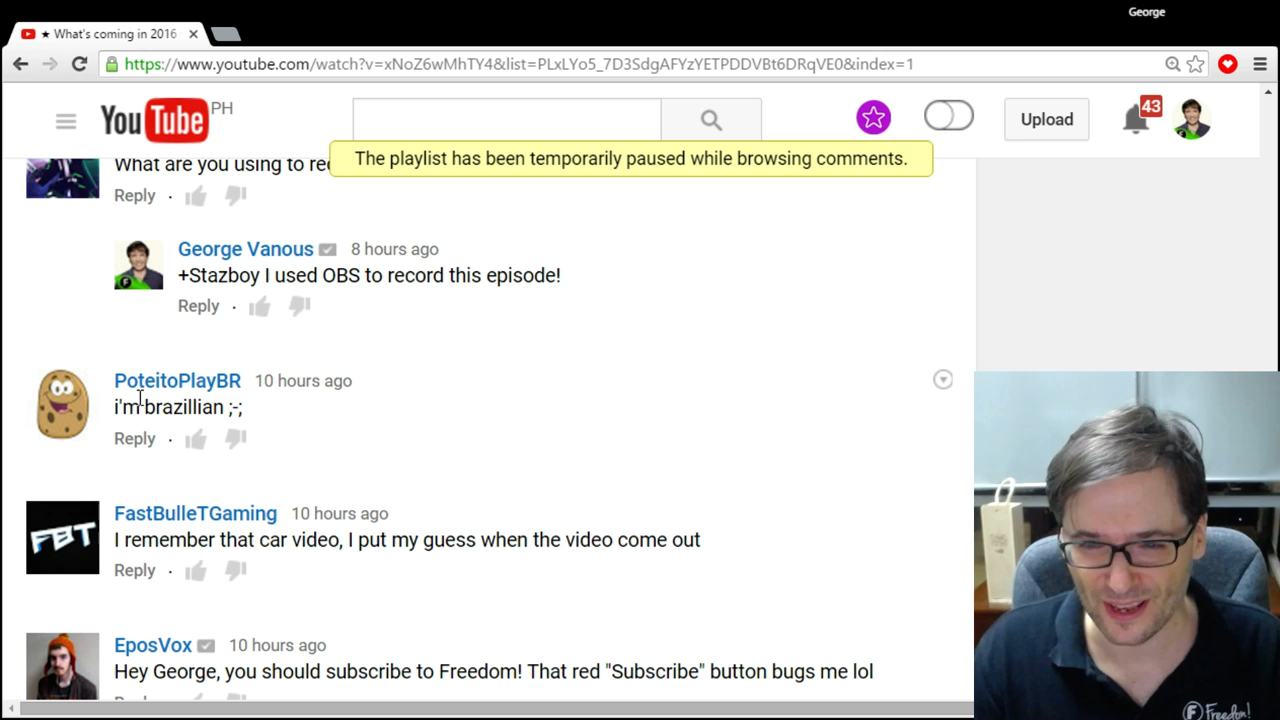 George
★ What's coming in 2016
https://www.youtube.com/watch?v=xNoZ6wMhTY4&list=PLxLYo5_7D3SdgAFYzYETPDDVBt6DRqVE0&index=1
YouTube PH
Upload
43
The playlist has been temporarily paused while browsing comments.
What are you using to re
Reply ·
George Vanous 8 hours ago
+Stazboy I used OBS to record this episode!
Reply ·
PoteitoPlayBR 10 hours ago
i'm brazillian ;-;
Reply ·
FBT
FastBulleTGaming 10 hours ago
I remember that car video, I put my guess when the video come out
Reply ·
EposVox 10 hours ago
Hey George, you should subscribe to Freedom! That red "Subscribe" button bugs me lol
Freedom!